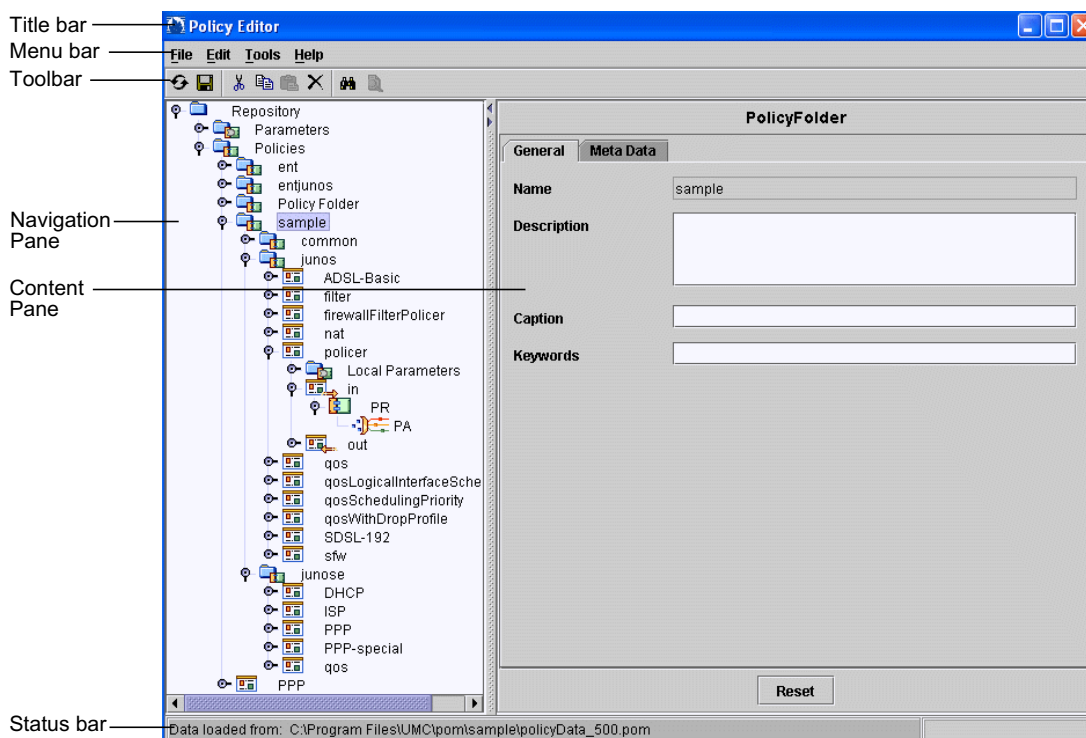 Title bar
Policy Editor
Menu bar
File Edit Tools Help
Toolbar
Repository
Parameters
Policies
ent
entjunos
Policy Folder
sample
common
junos
ADSL-Basic
filter
firewallFilterPolicer
nat
policer
Local Parameters
in
PR
PA
out
qos
qosLogicalInterfaceSche
qosSchedulingPriority
qosWithDropProfile
SDSL-192
sfw
junose
DHCP
ISP
PPP
PPP-special
qos
PPP
Navigation
Pane
Content
Pane
PolicyFolder
General Meta Data
Name sample
Description
Caption
Keywords
Reset
Status bar
Data loaded from: C:\Program Files\UMC\pom\sample\policyData_500.pom